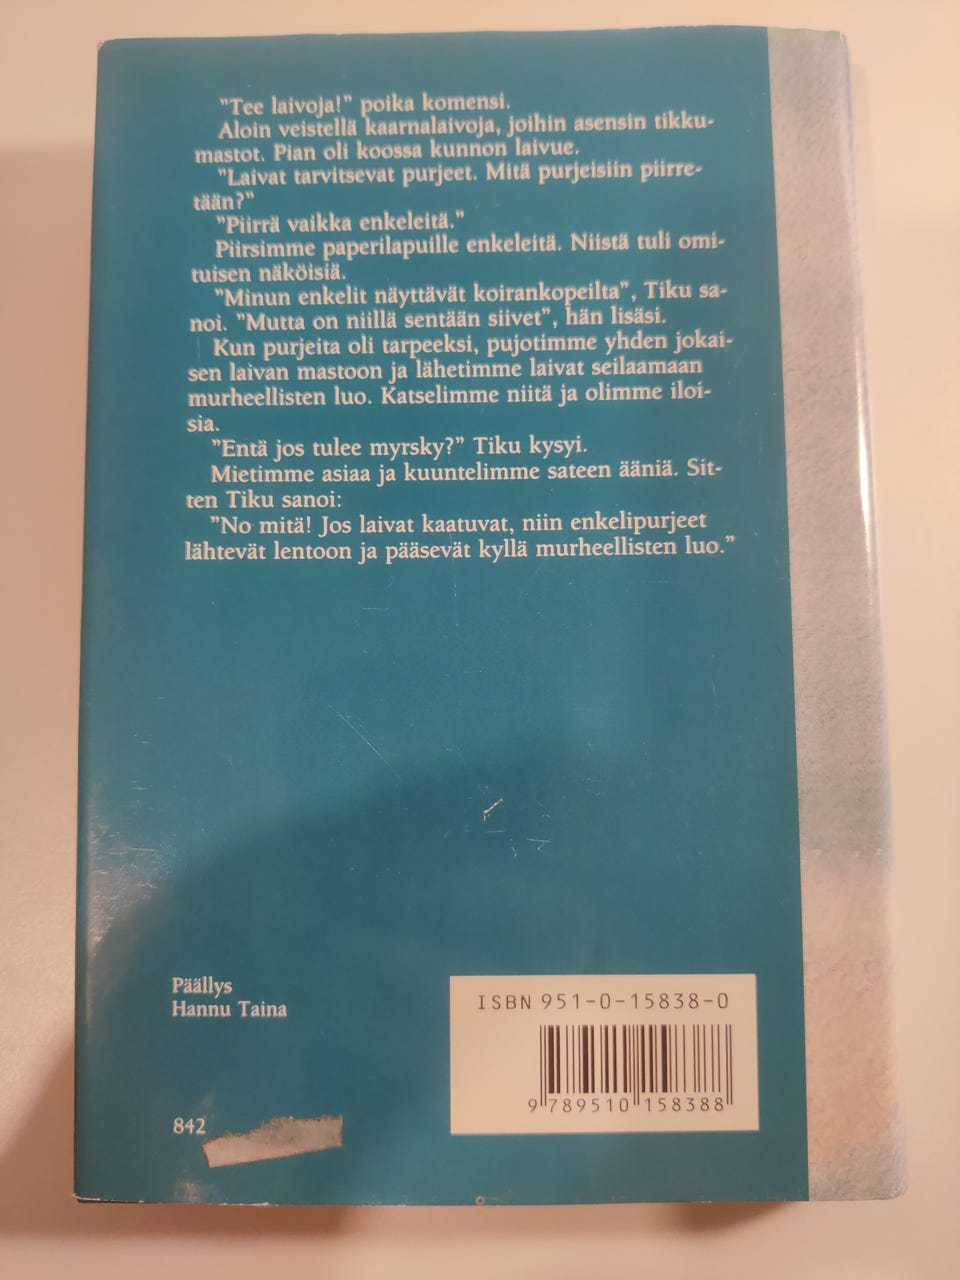 "Tee laivoja!" poika komensi.
Aloin veistellä kaarnalaivoja, joihin asensin tikku-
mastot. Pian oli koossa kunnon laivue.
"Laivat tarvitsevat purjeet. Mitä purjeisiin piirre-
tään?"
"Piirrä vaikka enkeleitä."
Piirsimme paperilapuille enkeleitä. Niistä tuli omi-
tuisen näköisiä.
"Minun enkelit näyttävät koirankopeilta", Tiku sa-
noi. "Mutta on niillä sentään siivet", hän lisäsi.
Kun purjeita oli tarpeeksi, pujotimme yhden jokai-
sen laivan mastoon ja lähetimme laivat seilaamaan
murheellisten luo. Katselimme niitä ja olimme iloi-
sia.
"Entä jos tulee myrsky?" Tiku kysyi.
Mietimme asiaa ja kuuntelimme sateen ääniä. Sit-
ten Tiku sanoi:
"No mitä! Jos laivat kaatuvat, niin enkelipurjeet
lähtevät lentoon ja pääsevät kyllä murheellisten luo."
Päällys
Hannu Taina
842
ISBN 951-0-15838-0
9 789510 158388